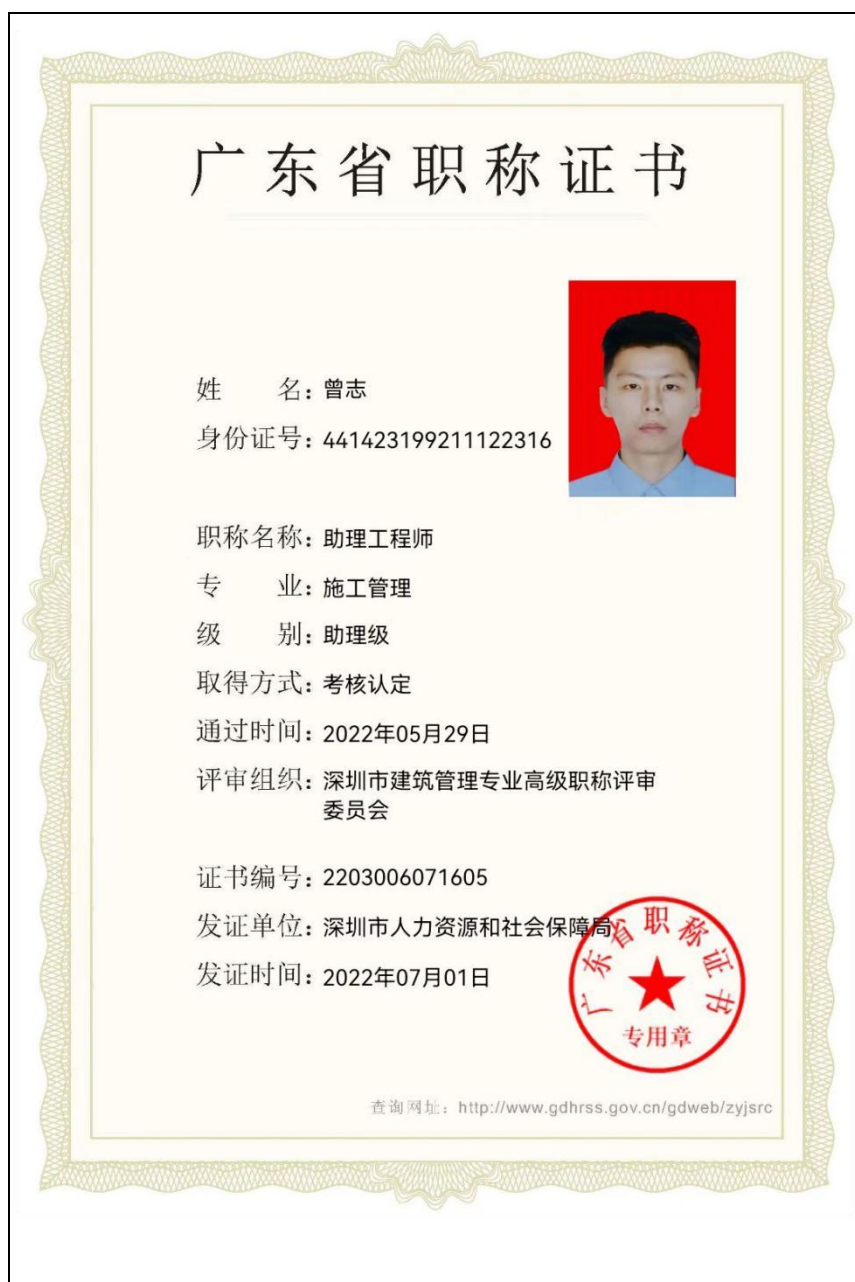 广东省职称证书
姓 名：曾志
身份证号：441423199211122316
职称名称：助理工程师
专 业：施工管理
级 别：助理级
取得方式：考核认定
通过时间：2022年05月29日
评审组织：深圳市建筑管理专业高级职称评审
委员会
证书编号：2203006071605
发证单位：深圳市人力资源和社会保障局
发证时间：2022年07月01日
广东省职称证书
专用章
查询网址：http://www.gdhrss.gov.cn/gdweb/zyjsrc